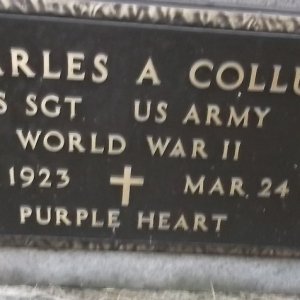 ARLES A COLLU
S SGT US ARMY
WORLD WAR II
1923 MAR 24
PURPLE HEART